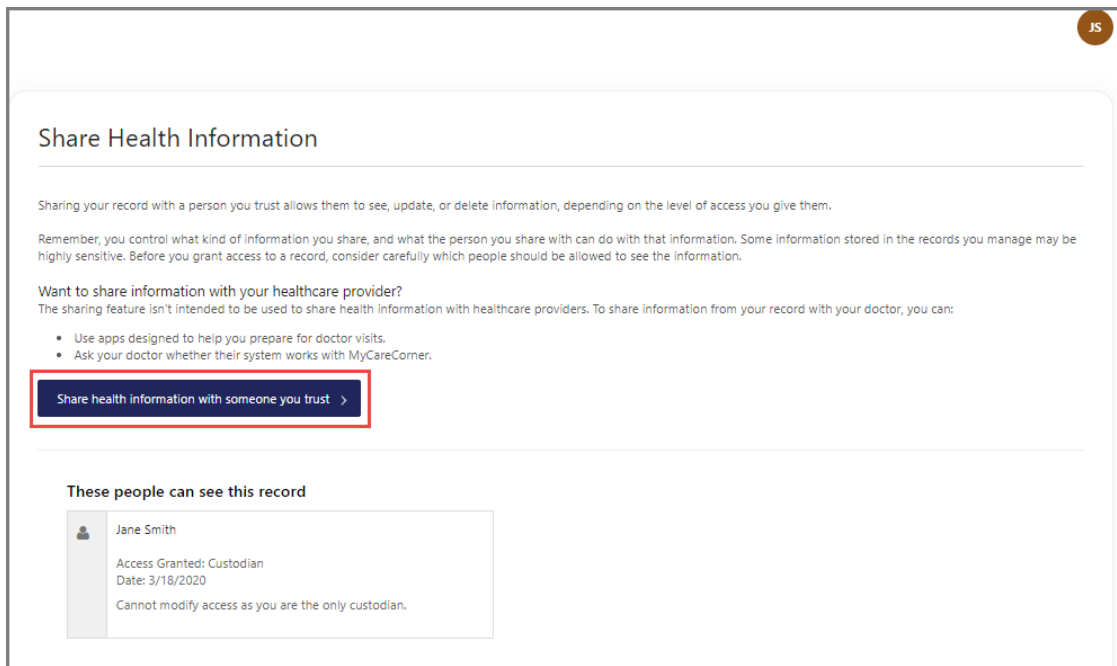 JS
Share Health Information
Sharing your record with a person you trust allows them to see, update, or delete information, depending on the level of access you give them.
Remember, you control what kind of information you share, and what the person you share with can do with that information. Some information stored in the records you manage may be
highly sensitive. Before you grant access to a record, consider carefully which people should be allowed to see the information.
Want to share information with your healthcare provider?
The sharing feature isn't intended to be used to share health information with healthcare providers. To share information from your record with your doctor, you can:
• Use apps designed to help you prepare for doctor visits.
• Ask your doctor whether their system works with MyCareCorner.
Share health information with someone you trust >
These people can see this record
Jane Smith
Access Granted: Custodian
Date: 3/18/2020
Cannot modify access as you are the only custodian.